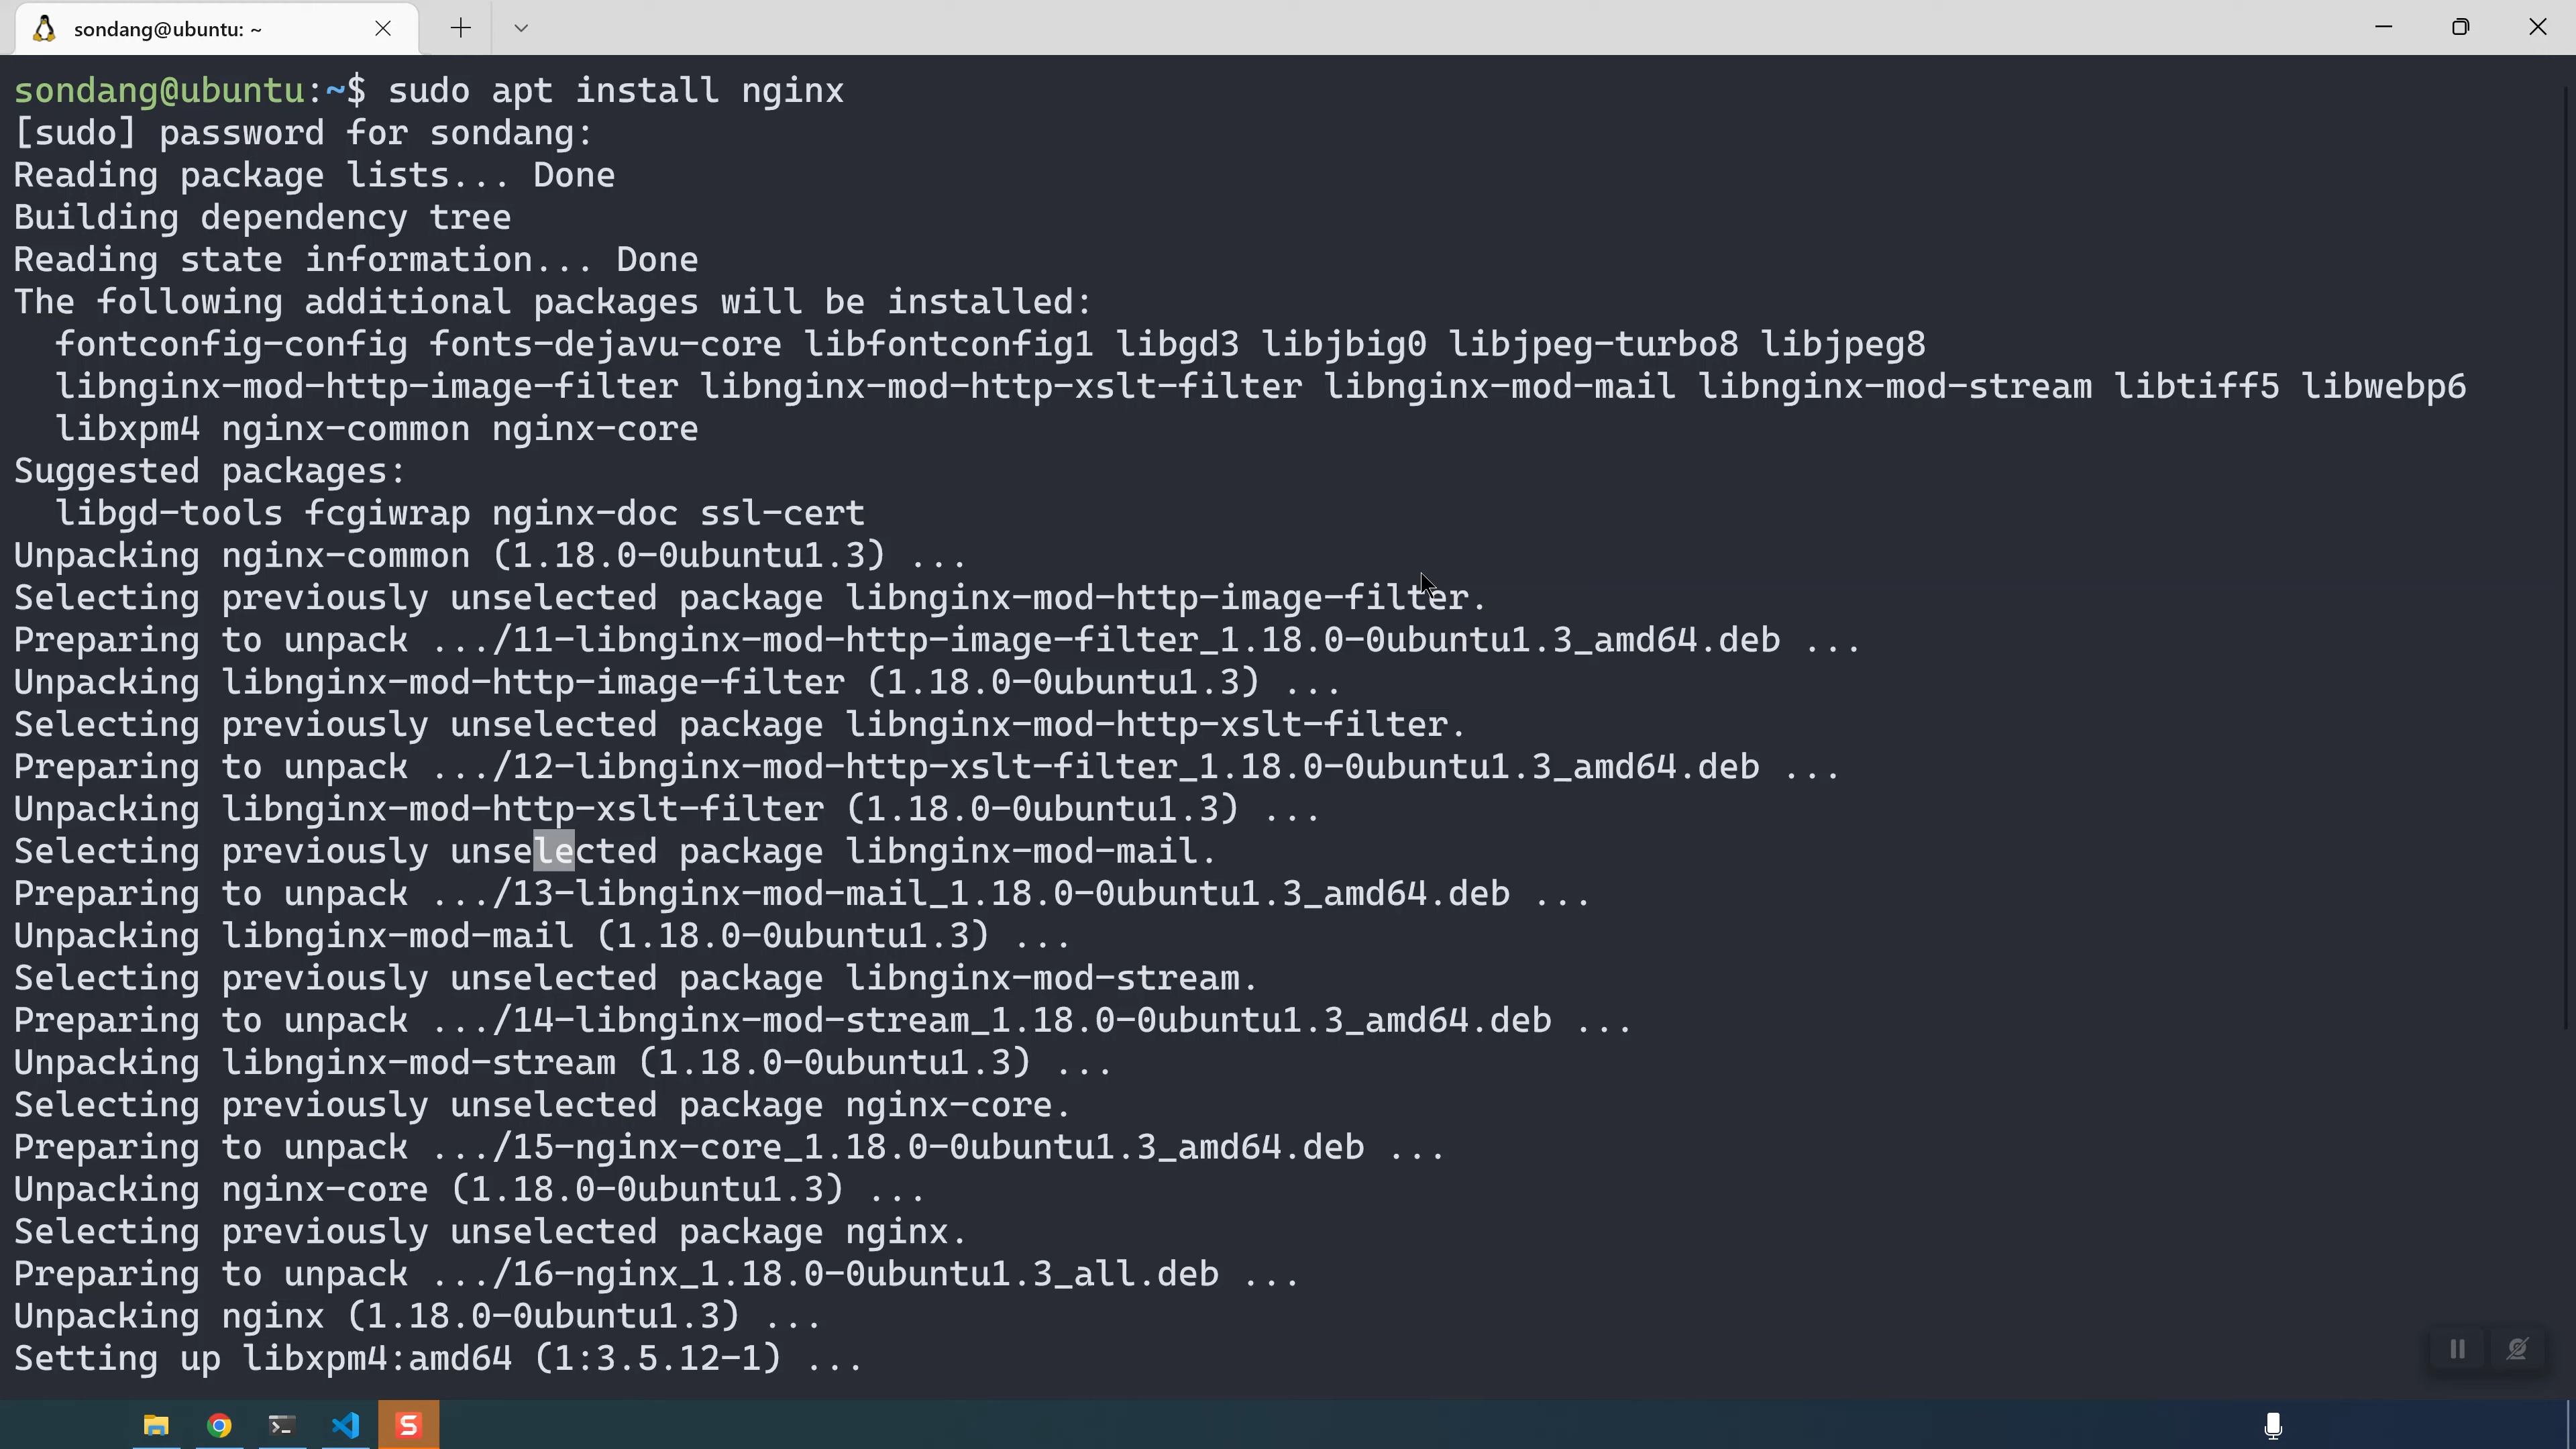 sondang@ubuntu: ~
sondang@ubuntu:~$ sudo apt install nginx
[sudo] password for sondang:
Reading package lists... Done
Building dependency tree
Reading state information... Done
The following additional packages will be installed:
  fontconfig-config fonts-dejavu-core libfontconfig1 libgd3 libjbig0 libjpeg-turbo8 libjpeg8
  libnginx-mod-http-image-filter libnginx-mod-http-xslt-filter libnginx-mod-mail libnginx-mod-stream libtiff5 libwebp6
  libxpm4 nginx-common nginx-core
Suggested packages:
  libgd-tools fcgiwrap nginx-doc ssl-cert
Unpacking nginx-common (1.18.0-0ubuntu1.3) ...
Selecting previously unselected package libnginx-mod-http-image-filter.
Preparing to unpack .../11-libnginx-mod-http-image-filter_1.18.0-0ubuntu1.3_amd64.deb ...
Unpacking libnginx-mod-http-image-filter (1.18.0-0ubuntu1.3) ...
Selecting previously unselected package libnginx-mod-http-xslt-filter.
Preparing to unpack .../12-libnginx-mod-http-xslt-filter_1.18.0-0ubuntu1.3_amd64.deb ...
Unpacking libnginx-mod-http-xslt-filter (1.18.0-0ubuntu1.3) ...
Selecting previously unselected package libnginx-mod-mail.
Preparing to unpack .../13-libnginx-mod-mail_1.18.0-0ubuntu1.3_amd64.deb ...
Unpacking libnginx-mod-mail (1.18.0-0ubuntu1.3) ...
Selecting previously unselected package libnginx-mod-stream.
Preparing to unpack .../14-libnginx-mod-stream_1.18.0-0ubuntu1.3_amd64.deb ...
Unpacking libnginx-mod-stream (1.18.0-0ubuntu1.3) ...
Selecting previously unselected package nginx-core.
Preparing to unpack .../15-nginx-core_1.18.0-0ubuntu1.3_amd64.deb ...
Unpacking nginx-core (1.18.0-0ubuntu1.3) ...
Selecting previously unselected package nginx.
Preparing to unpack .../16-nginx_1.18.0-0ubuntu1.3_all.deb ...
Unpacking nginx (1.18.0-0ubuntu1.3) ...
Setting up libxpm4:amd64 (1:3.5.12-1) ...